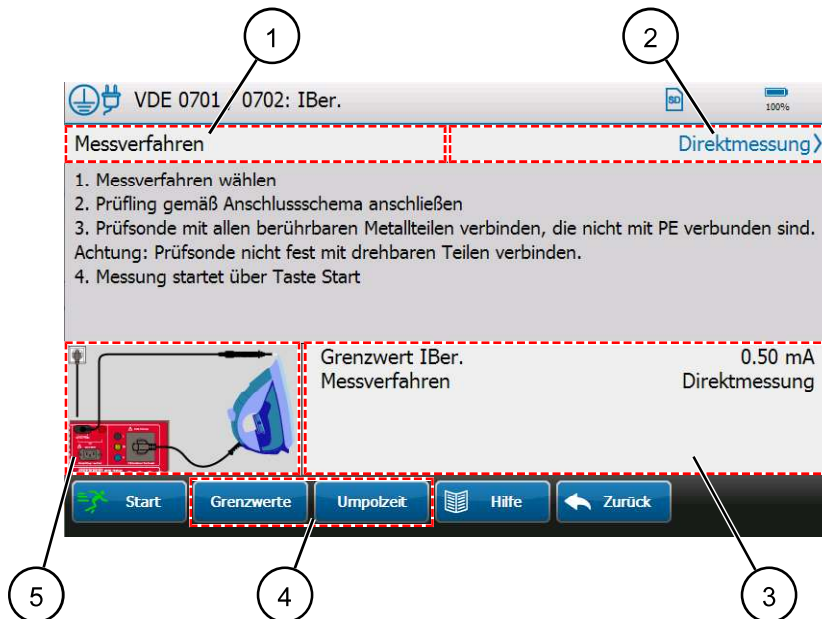 1
2
VDE 0701 / 0702: IBer.
SD
100%
Messverfahren
Direktmessung
1. Messverfahren wählen
2. Prüfling gemäß Anschlussschema anschließen
3. Prüfsonde mit allen berührbaren Metallteilen verbinden, die nicht mit PE verbunden sind.
Achtung: Prüfsonde nicht fest mit drehbaren Teilen verbinden.
4. Messung startet über Taste Start
Grenzwert IBer. 0.50 mA
Messverfahren Direktmessung
Start Grenzwerte Umpolzeit Hilfe Zurück
5
4
3